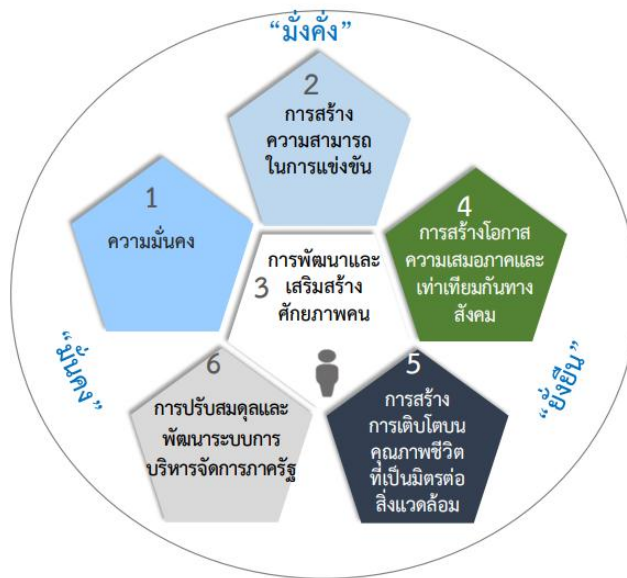 “มั่งคั่ง”
2
การสร้าง
ความสามารถ
ในการแข่งขัน
1
ความมั่นคง
4
การสร้างโอกาส
ความเสมอภาคและ
เท่าเทียมกันทาง
สังคม
การพัฒนาและ
3 เสริมสร้าง
ศักยภาพคน
“มั่นคง”
“ยั่งยืน”
6
การปรับสมดุลและ
พัฒนาระบบการ
บริหารจัดการภาครัฐ
5
การสร้าง
การเติบโตบน
คุณภาพชีวิต
ที่เป็นมิตรต่อ
สิ่งแวดล้อม